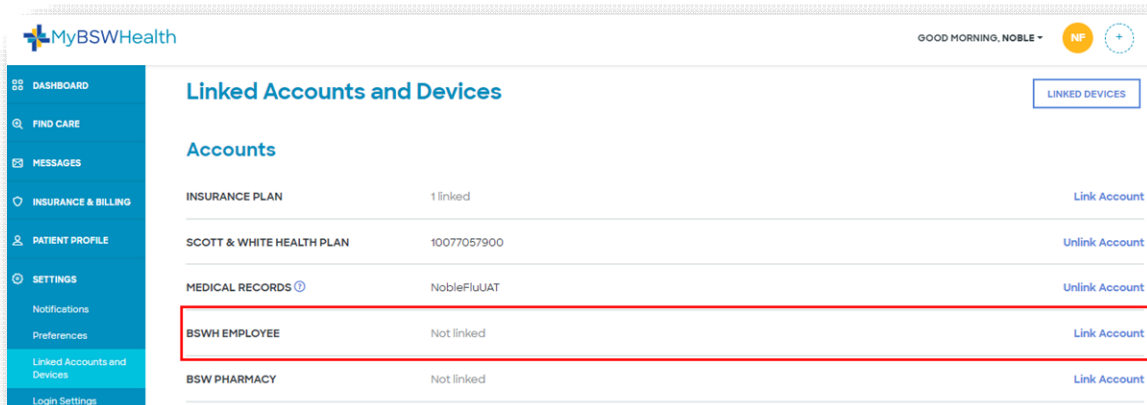 MyBSWHealth
GOOD MORNING, NOBLE
NF
+
DASHBOARD
FIND CARE
MESSAGES
INSURANCE & BILLING
PATIENT PROFILE
SETTINGS
Notifications
Preferences
Linked Accounts and
Devices
Login Settings
Linked Accounts and Devices
LINKED DEVICES
Accounts
INSURANCE PLAN 1 linked Link Account
SCOTT & WHITE HEALTH PLAN 10077057900 Unlink Account
MEDICAL RECORDS ? NobleFluUAT Unlink Account
BSWH EMPLOYEE Not linked Link Account
BSW PHARMACY Not linked Link Account